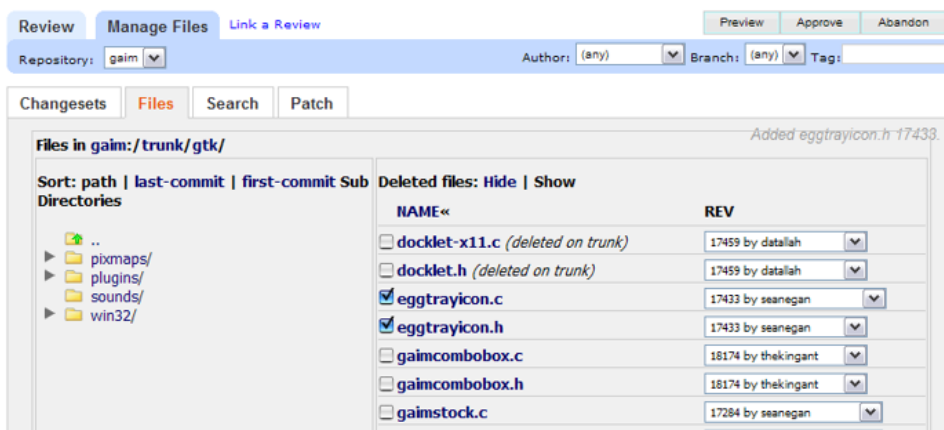 Review Manage Files Link a Review Preview Approve Abandon
Repository: gaim Author: (any) Branch: (any) Tag:
Changesets Files Search Patch
Added eggtrayicon.h 17433.
Files in gaim:/trunk/gtk/
Sort: path | last-commit | first-commit Sub
Directories
..
pixmaps/
plugins/
sounds/
win32/
Deleted files: Hide | Show
NAME« REV
docklet-x11.c (deleted on trunk) 17459 by datallah
docklet.h (deleted on trunk) 17459 by datallah
eggtrayicon.c 17433 by seanegan
eggtrayicon.h 17433 by seanegan
gaimcombobox.c 18174 by thekingant
gaimcombobox.h 18174 by thekingant
gaimstock.c 17284 by seanegan